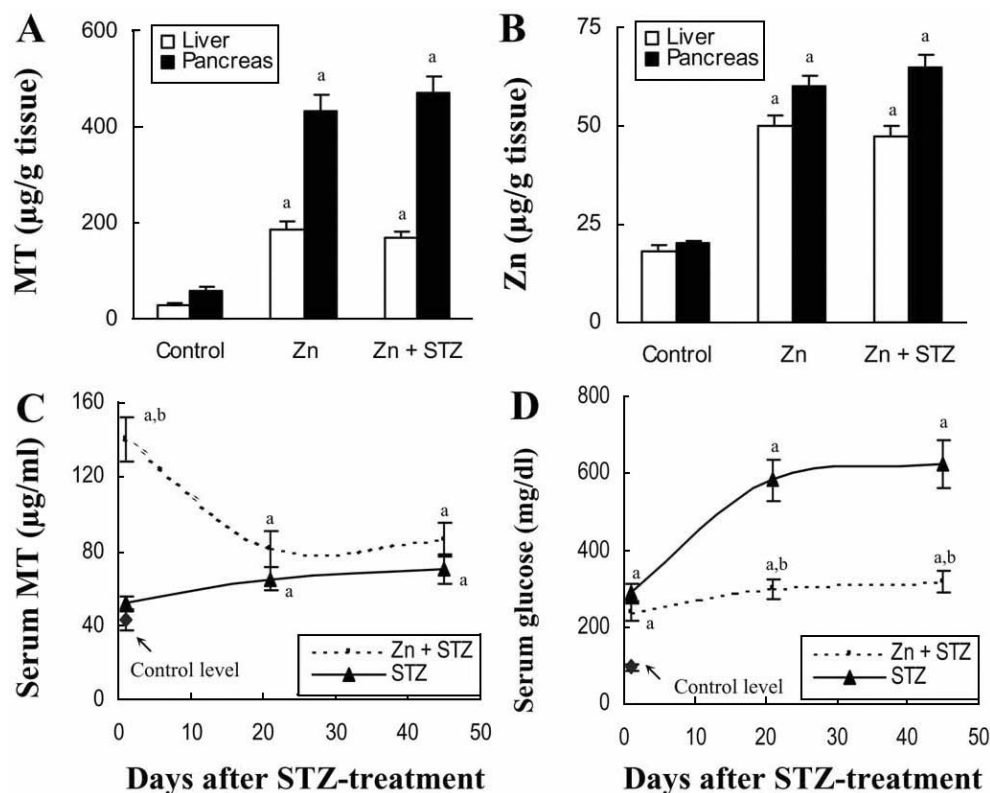 A
MT (µg/g tissue)
600
400
200
0
Liver
Pancreas
a
a
a
a
Control
Zn
Zn + STZ
B
Zn (µg/g tissue)
75
50
25
0
Liver
Pancreas
a
a
a
a
Control
Zn
Zn + STZ
C
Serum MT (µg/ml)
160
120
80
40
0
a,b
a
a
a
a
Control level
Zn + STZ
STZ
0
10
20
30
40
50
Days after STZ-treatment
D
Serum glucose (mg/dl)
800
600
400
200
0
a
a
a
a
a,b
a,b
Control level
Zn + STZ
STZ
0
10
20
30
40
50
Days after STZ-treatment